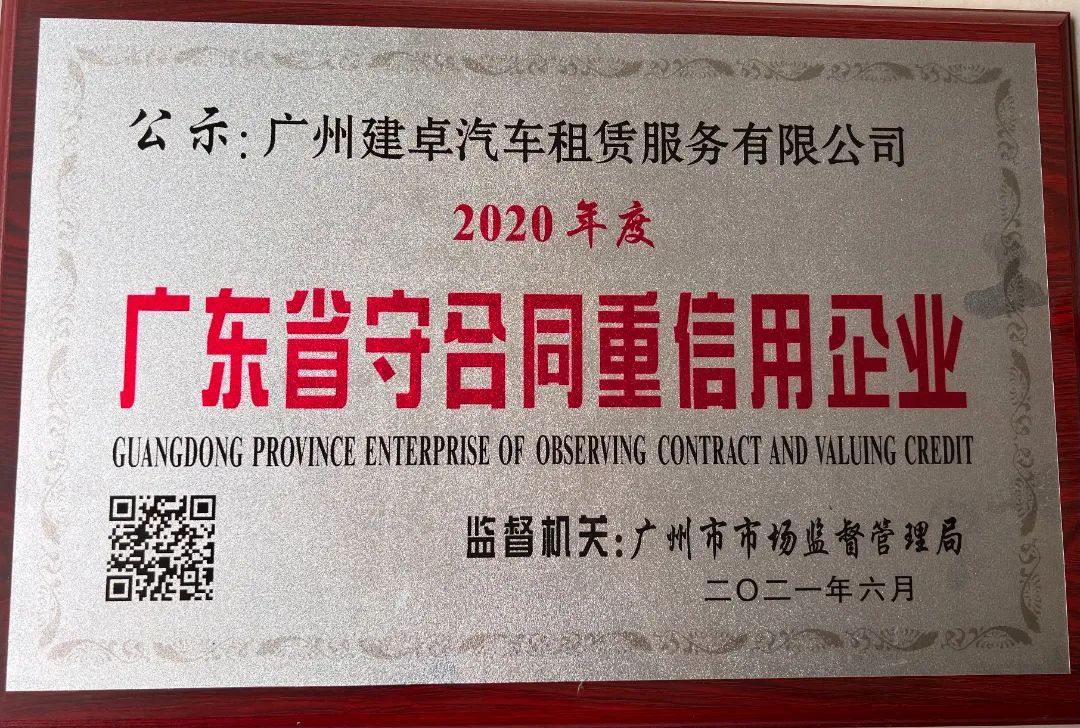 公示:广州建卓汽车租赁服务有限公司
2020年度
广东省守合同重信用企业
GUANGDONG PROVINCE ENTERPRISE OF OBSERVING CONTRACT AND VALUING CREDIT
监督机关:广州市市场监督管理局
二〇二一年六月